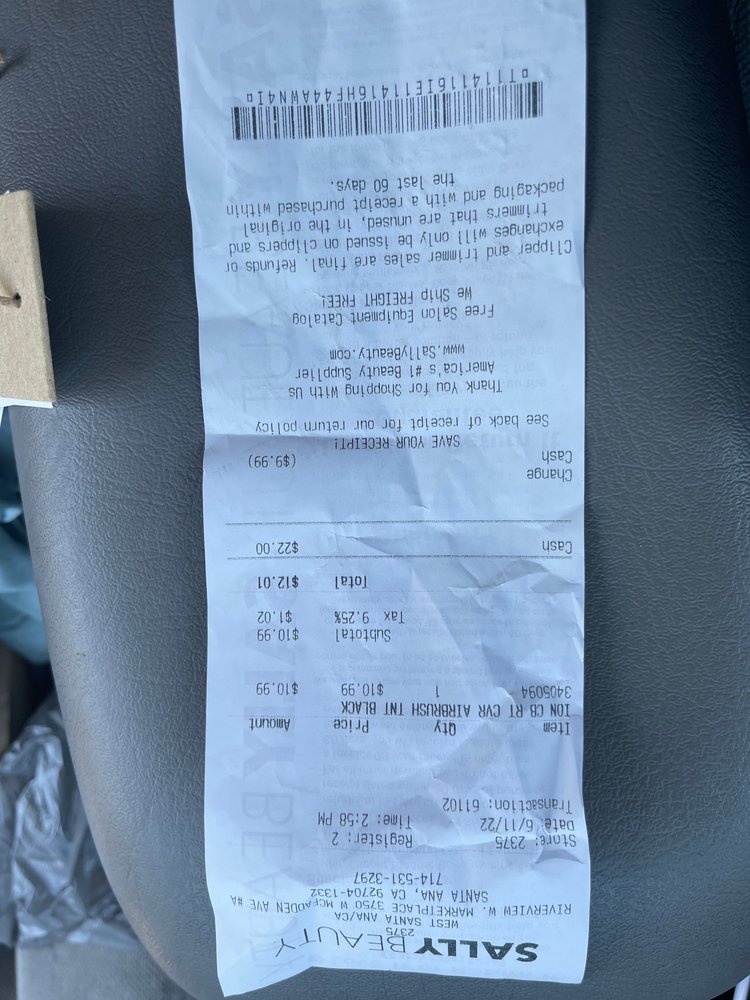 SALLY BEAUTY
2375
WEST SANTA ANA/CA
RIVERVIEW W. MARKETPLACE 3750 W MCFADDEN AVE #A
SANTA ANA, CA 92704-1332
714-531-3297
Store: 2375 Register: 2
Date: 6/11/22 Time: 2:58 PM
Transaction: 61102
Item Qty Price Amount
ION CB RT CVR AIRBRUSH TNT BLACK
3405094 1 $10.99 $10.99
Subtotal $10.99
Tax 9.25% $1.02
Total $12.01
Cash $22.00
Change
Cash ($9.99)
SAVE YOUR RECEIPT!
See back of receipt for our return policy
Thank You for Shopping With Us
America's #1 Beauty Supplier
www.SallyBeauty.com
Free Salon Equipment Catalog
We Ship FREIGHT FREE!
Clipper and trimmer sales are final. Refunds or
exchanges will only be issued on clippers and
trimmers that are unused, in the original
packaging and with a receipt purchased within
the last 60 days.
¤T114116IE11416HF44AWN4I¤